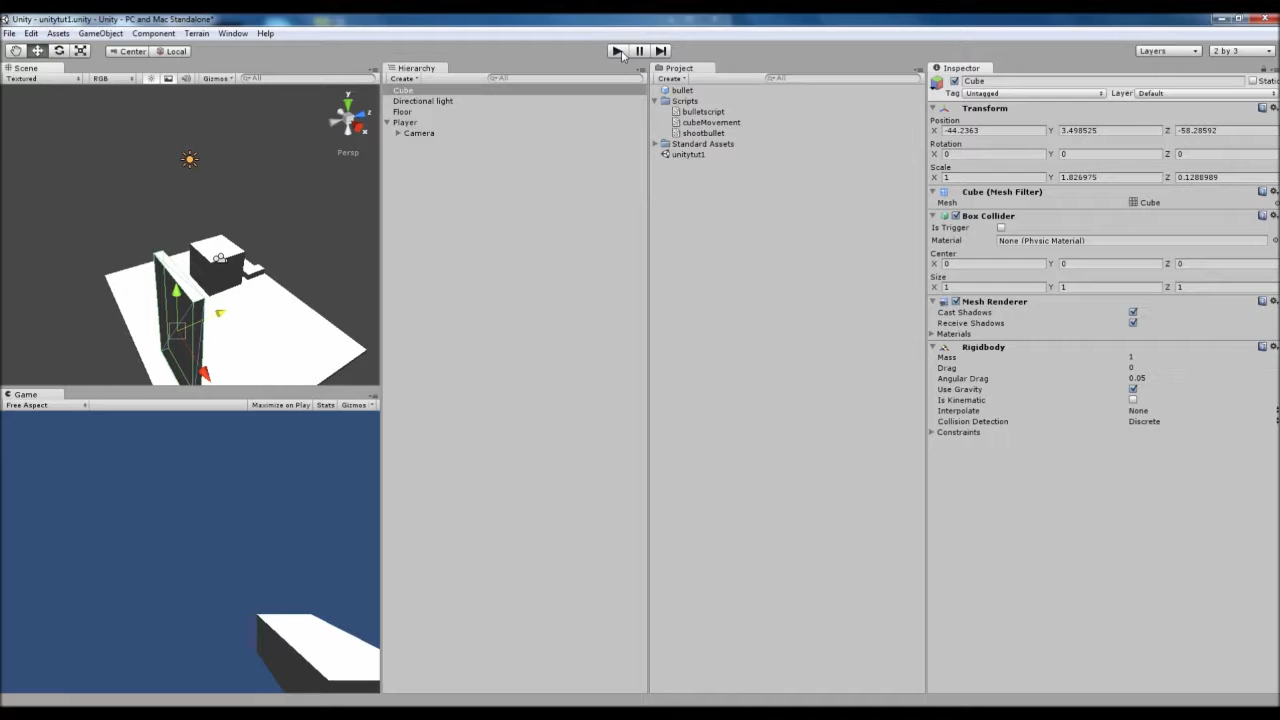 Unity - unitytut1.unity - Unity - PC and Mac Standalone*
File Edit Assets GameObject Component Terrain Window Help
Center Local Layers 2 by 3
Scene
Textured RGB Gizmos All
y
z
x
Persp
Game
Free Aspect Maximize on Play Stats Gizmos
Hierarchy
Create All
Cube
Directional light
Floor
Player
Camera
Project
Create All
bullet
Scripts
bulletscript
cubeMovement
shootbullet
Standard Assets
unitytut1
Inspector
Cube Static
Tag Untagged Layer Default
Transform
Position
X -44.2363 Y 3.498525 Z -58.28592
Rotation
X 0 Y 0 Z 0
Scale
X 1 Y 1.826975 Z 0.1288989
Cube (Mesh Filter)
Mesh Cube
Box Collider
Is Trigger
Material None (Physic Material)
Center
X 0 Y 0 Z 0
Size
X 1 Y 1 Z 1
Mesh Renderer
Cast Shadows
Receive Shadows
Materials
Rigidbody
Mass 1
Drag 0
Angular Drag 0.05
Use Gravity
Is Kinematic
Interpolate None
Collision Detection Discrete
Constraints